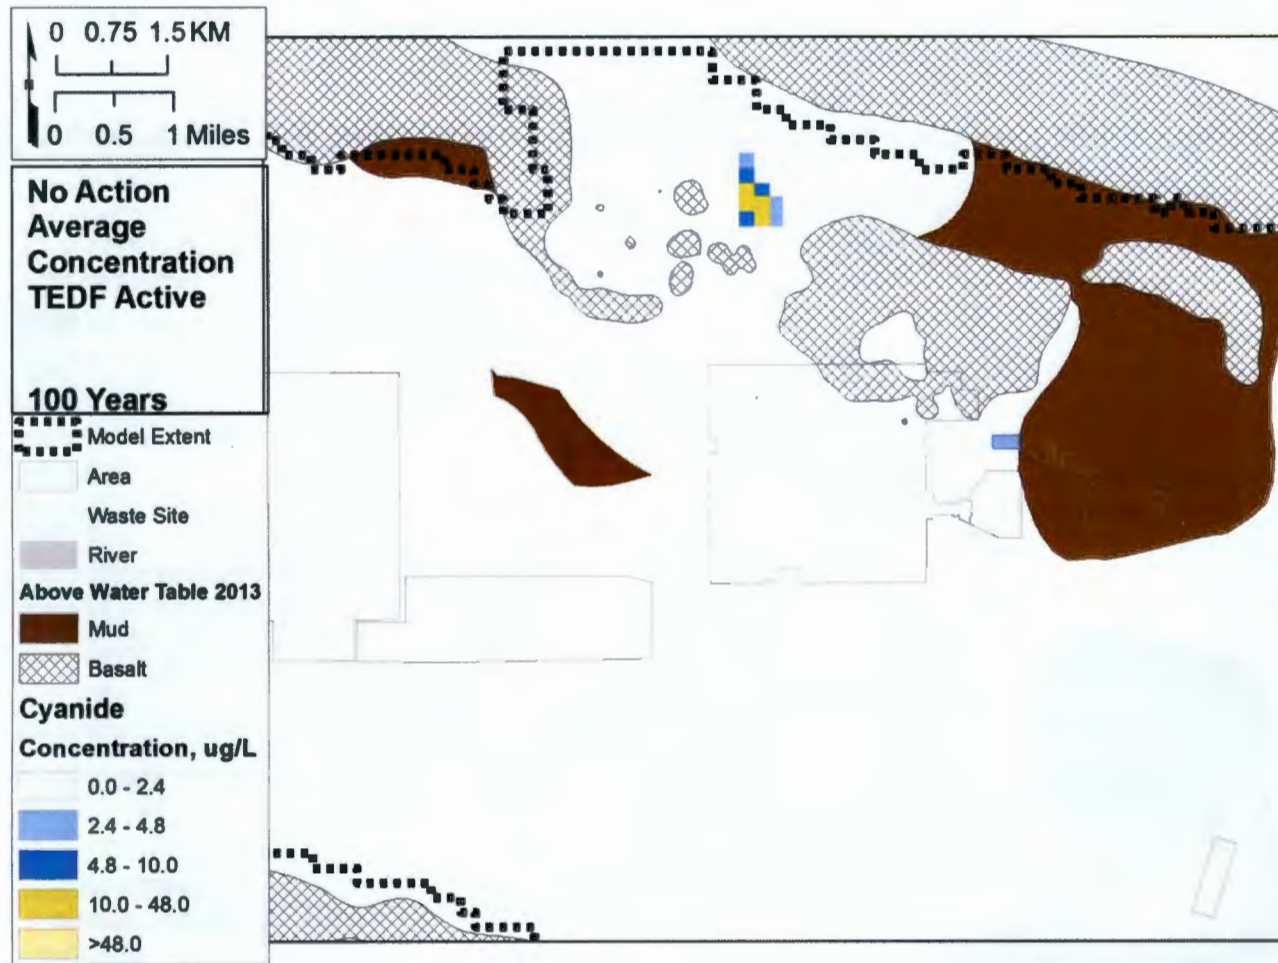 0 0.75 1.5 KM
0 0.5 1 Miles
No Action
Average
Concentration
TEDF Active
100 Years
Model Extent
Area
Waste Site
River
Above Water Table 2013
Mud
Basalt
Cyanide
Concentration, ug/L
0.0 - 2.4
2.4 - 4.8
4.8 - 10.0
10.0 - 48.0
>48.0